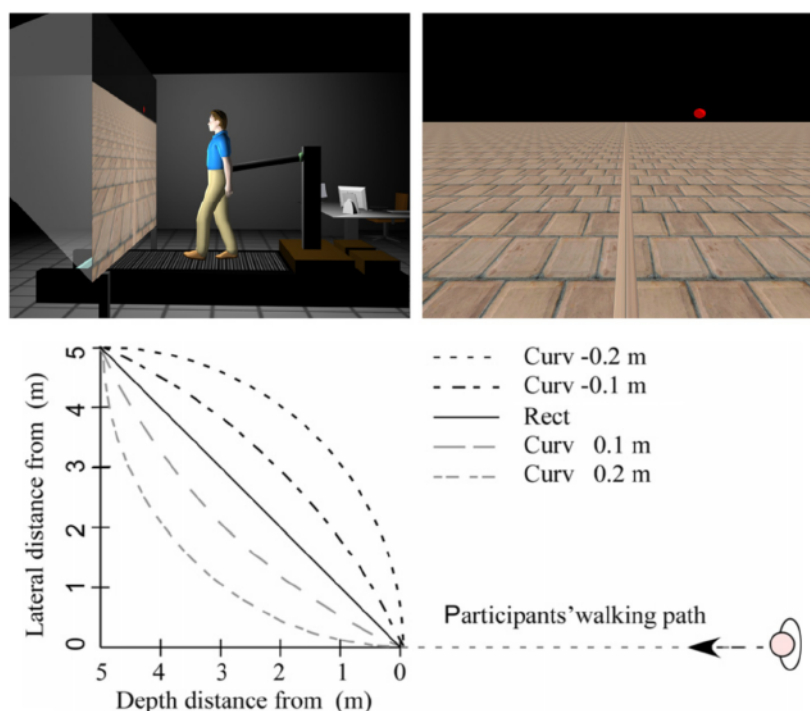 5
4
3
2
1
0
Lateral distance from (m)
5 4 3 2 1 0
Depth distance from (m)
Curv -0.2 m
Curv -0.1 m
Rect
Curv 0.1 m
Curv 0.2 m
Participants' walking path